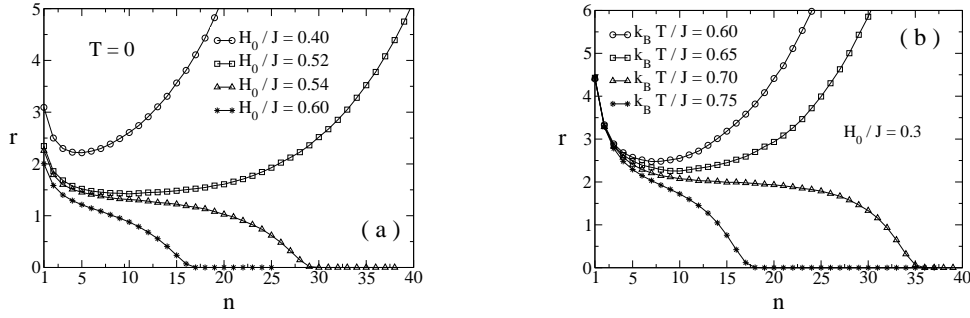 5
4
3
2
1
0
r
T = 0
H0 / J = 0.40
H0 / J = 0.52
H0 / J = 0.54
H0 / J = 0.60
( a )
1 5 10 15 20 25 30 35 40
n
6
5
4
3
2
1
0
r
kB T / J = 0.60
kB T / J = 0.65
kB T / J = 0.70
kB T / J = 0.75
( b )
H0 / J = 0.3
1 5 10 15 20 25 30 35 40
n